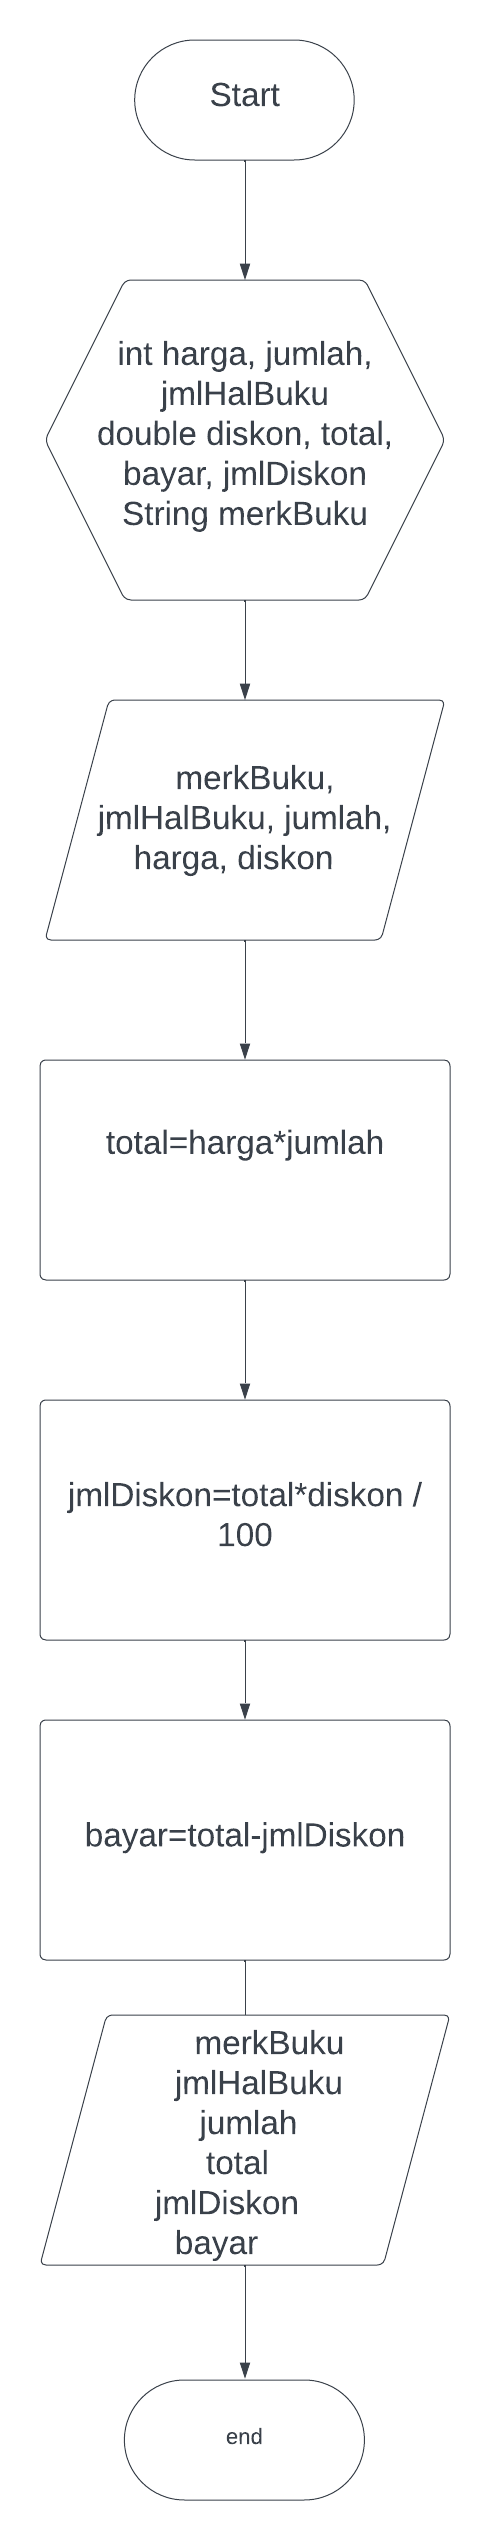 Start
int harga, jumlah,
jmlHalBuku
double diskon, total,
bayar, jmlDiskon
String merkBuku
merkBuku,
jmlHalBuku, jumlah,
harga, diskon
total=harga*jumlah
jmlDiskon=total*diskon /
100
bayar=total-jmlDiskon
merkBuku
jmlHalBuku
jumlah
total
jmlDiskon
bayar
end